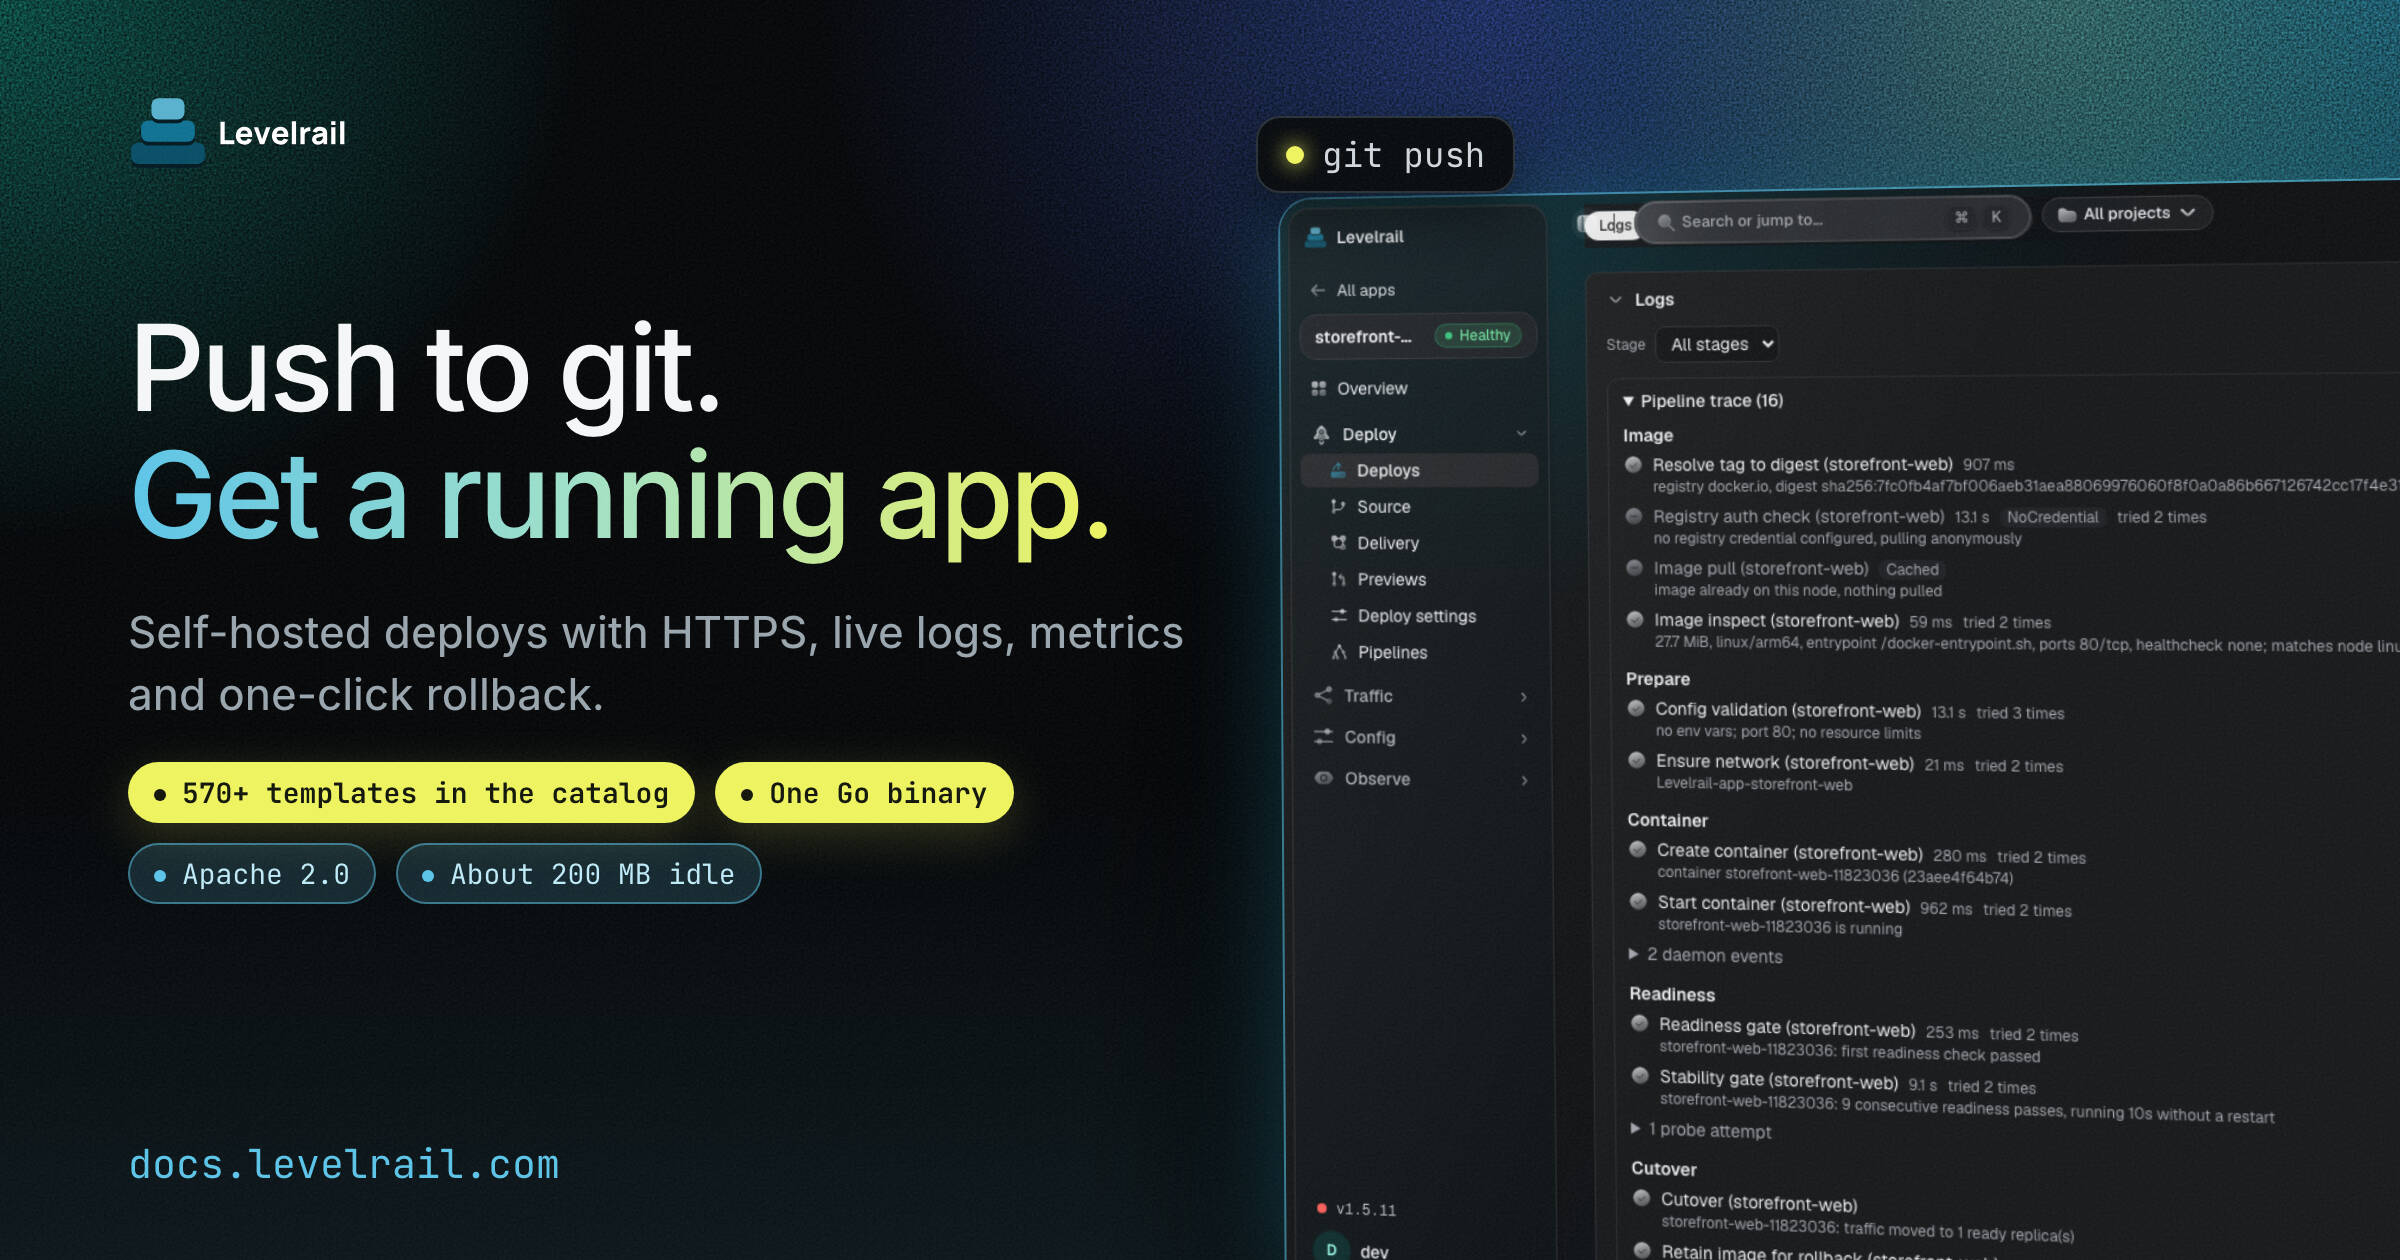 Levelrail
Push to git.
Get a running app.
Self-hosted deploys with HTTPS, live logs, metrics
and one-click rollback.
570+ templates in the catalog
One Go binary
Apache 2.0
About 200 MB idle
docs.levelrail.com
git push
Levelrail
All apps
storefront-...
Healthy
Overview
Deploy
Deploys
Source
Delivery
Previews
Deploy settings
Pipelines
Traffic
Config
Observe
v1.5.11
D dev
Logs
Search or jump to... ⌘ K
All projects
Logs
Stage All stages
Pipeline trace (16)
Image
Resolve tag to digest (storefront-web) 907 ms
registry docker.io, digest
Registry auth check (storefront-web) 13.1 s NoCredential tried 2 times
no registry credential configured, pulling anonymously
Image pull (storefront-web) Cached
image already on this node, nothing pulled
Image inspect (storefront-web) 59 ms tried 2 times
27.7 MiB, linux/arm64, entrypoint /docker-entrypoint.sh, ports 80/tcp, healthcheck none; matches node
Prepare
Config validation (storefront-web) 13.1 s tried 3 times
no env vars; port 80; no resource limits
Ensure network (storefront-web) 21 ms tried 2 times
Levelrail-app-storefront-web
Container
Create container (storefront-web) 280 ms tried 2 times
container storefront-web-11823036 (23aee4f64b74)
Start container (storefront-web) 962 ms tried 2 times
storefront-web-11823036 is running
2 daemon events
Readiness
Readiness gate (storefront-web) 253 ms tried 2 times
storefront-web-11823036: first readiness check passed
Stability gate (storefront-web) 9.1 s tried 2 times
storefront-web-11823036: 9 consecutive readiness passes, running 10s without a restart
1 probe attempt
Cutover
Cutover (storefront-web)
storefront-web-11823036: traffic moved to 1 ready replica(s)
Retain image for rollback